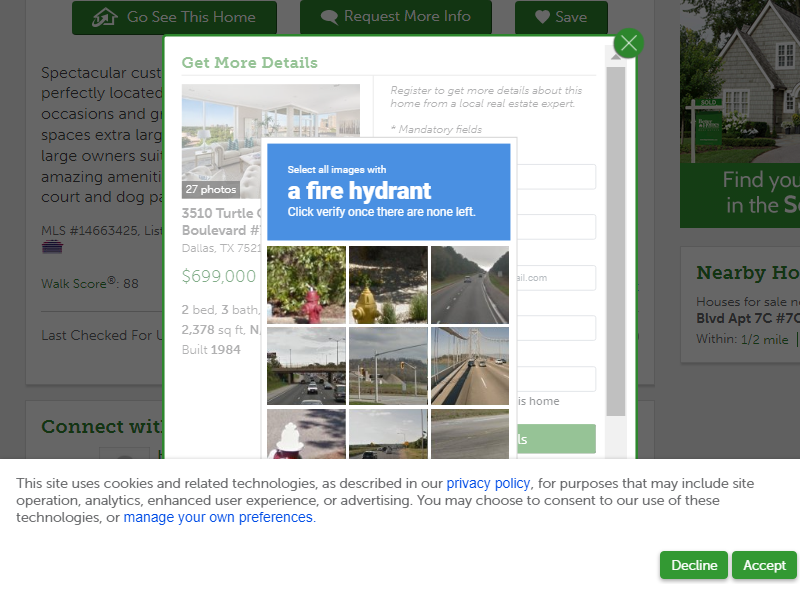 Go See This Home
Request More Info
Save
Get More Details
Spectacular cust
perfectly located
occasions and gr
spaces extra larg
large owners suit
amazing ameniti
court and dog pa
MLS #14663425, List
Walk Score®: 88
Last Checked For U
Connect wit
27 photos
3510 Turtle C
Boulevard #
Dallas, TX 7521
$699,000
2 bed, 3 bath,
2,378 sq ft, N
Built 1984
Register to get more details about this
home from a local real estate expert.
* Mandatory fields
ail.com
is home
ls
Select all images with
a fire hydrant
Click verify once there are none left.
SOLD
Find you
in the S
Nearby Ho
Houses for sale ne
Blvd Apt 7C #7C
Within: 1/2 mile |
This site uses cookies and related technologies, as described in our privacy policy, for purposes that may include site
operation, analytics, enhanced user experience, or advertising. You may choose to consent to our use of these
technologies, or manage your own preferences.
Decline
Accept